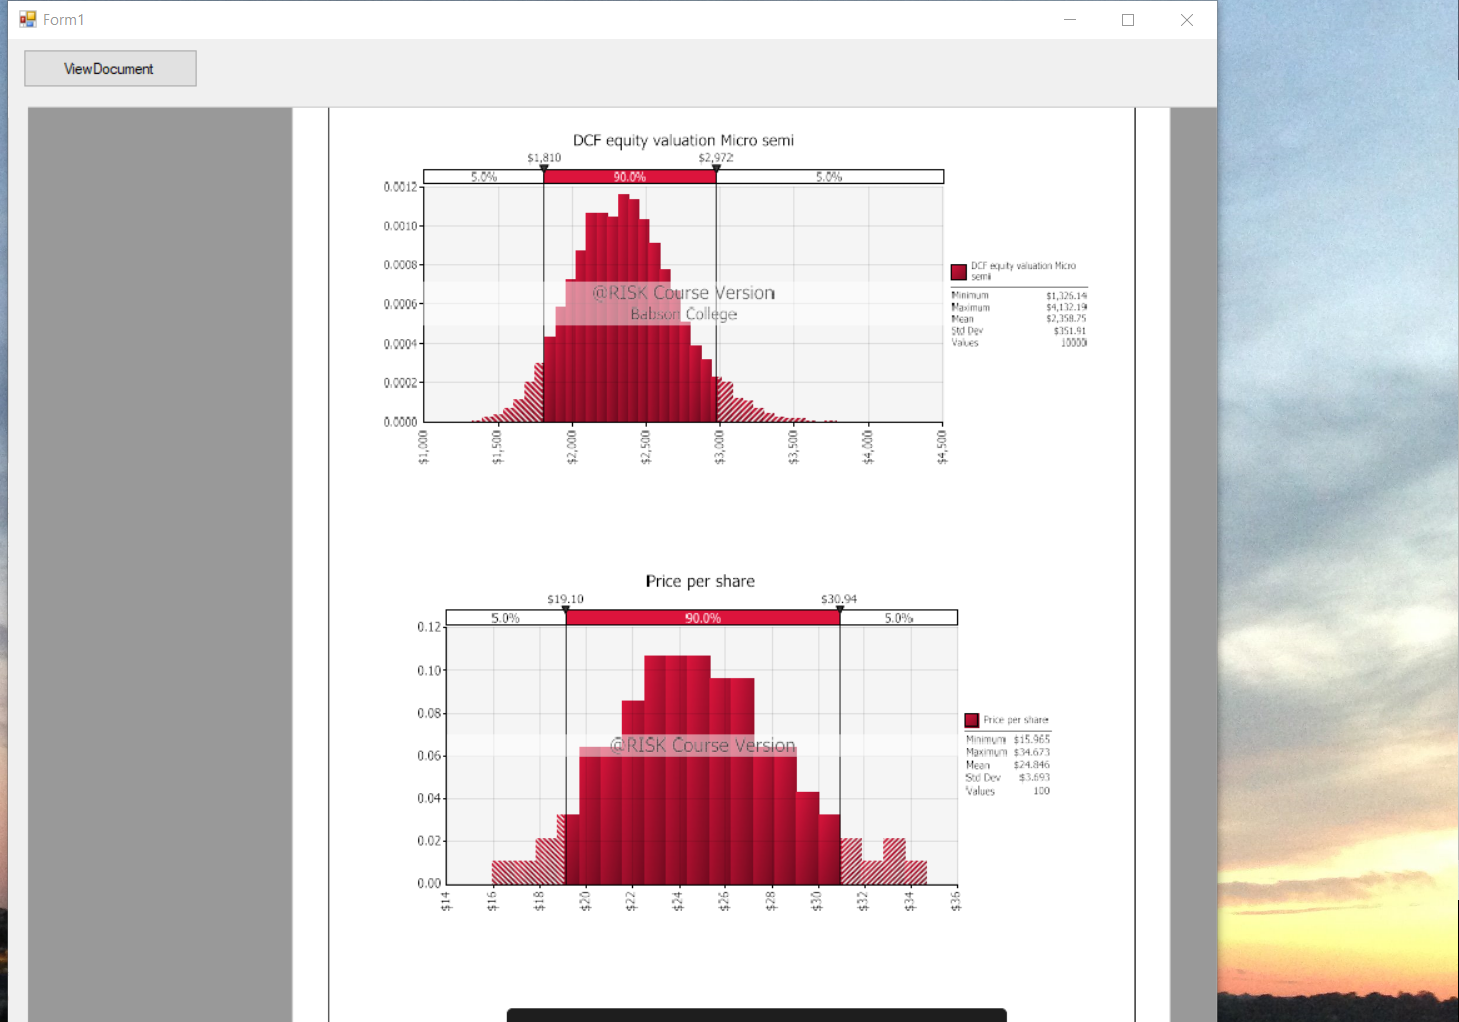 Form1
ViewDocument
DCF equity valuation Micro semi
$1,810 $2,972
5.0% 90.0% 5.0%
0.0012
0.0010
0.0008
0.0006
0.0004
0.0002
0.0000
@RISK Course Version
Babson College
$1,000 $1,500 $2,000 $2,500 $3,000 $3,500 $4,000 $4,500
DCF equity valuation Micro
semi
Minimum $1,326.14
Maximum $4,132.19
Mean $2,358.75
Std Dev $351.91
Values 10000
Price per share
$19.10 $30.94
5.0% 90.0% 5.0%
0.12
0.10
0.08
0.06
0.04
0.02
0.00
@RISK Course Version
$14 $16 $18 $20 $22 $24 $26 $28 $30 $32 $34 $36
Price per share
Minimum $15.965
Maximum $34.673
Mean $24.846
Std Dev $3.693
Values 100